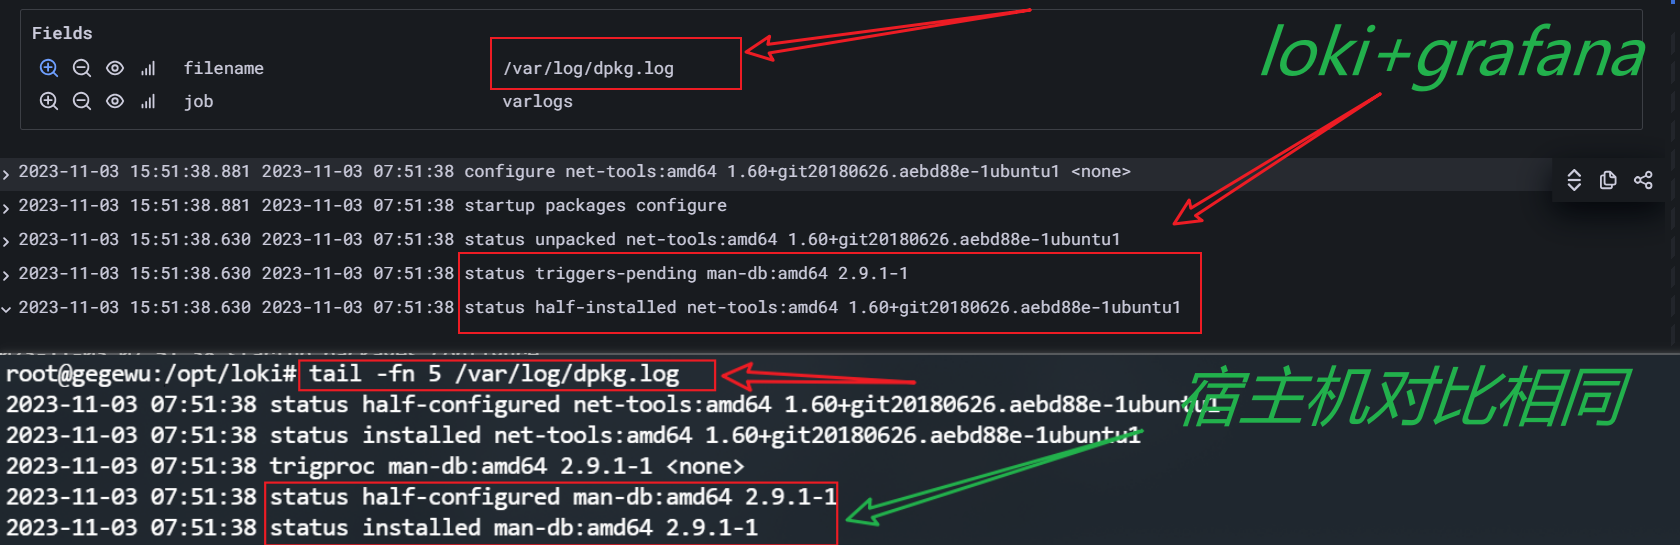 Fields
filename /var/log/dpkg.log
job varlogs
loki+grafana
2023-11-03 15:51:38.881 2023-11-03 07:51:38 configure net-tools:amd64 1.60+git20180626.aebd88e-1ubuntu1 <none>
2023-11-03 15:51:38.881 2023-11-03 07:51:38 startup packages configure
2023-11-03 15:51:38.630 2023-11-03 07:51:38 status unpacked net-tools:amd64 1.60+git20180626.aebd88e-1ubuntu1
2023-11-03 15:51:38.630 2023-11-03 07:51:38 status triggers-pending man-db:amd64 2.9.1-1
2023-11-03 15:51:38.630 2023-11-03 07:51:38 status half-installed net-tools:amd64 1.60+git20180626.aebd88e-1ubuntu1
root@gegewu:/opt/loki# tail -fn 5 /var/log/dpkg.log
2023-11-03 07:51:38 status half-configured net-tools:amd64 1.60+git20180626.aebd88e-1ubuntu1
宿主机对比相同
2023-11-03 07:51:38 status installed net-tools:amd64 1.60+git20180626.aebd88e-1ubuntu1
2023-11-03 07:51:38 trigproc man-db:amd64 2.9.1-1 <none>
2023-11-03 07:51:38 status half-configured man-db:amd64 2.9.1-1
2023-11-03 07:51:38 status installed man-db:amd64 2.9.1-1